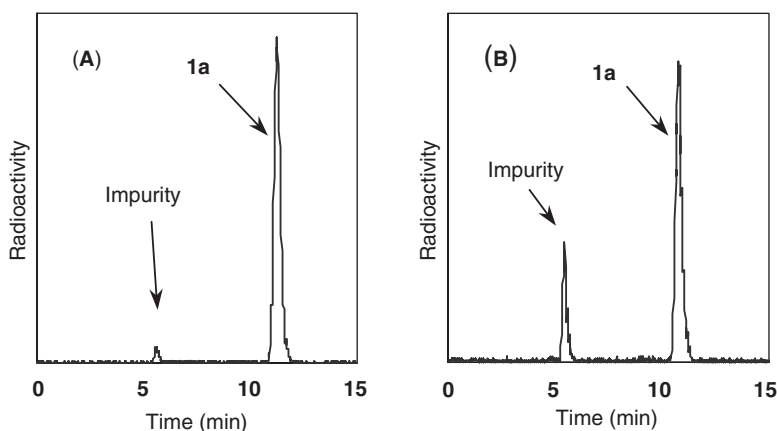 (A)
1a
Impurity
Radioactivity
0 5 10 15
Time (min)
(B)
1a
Impurity
Radioactivity
0 5 10 15
Time (min)